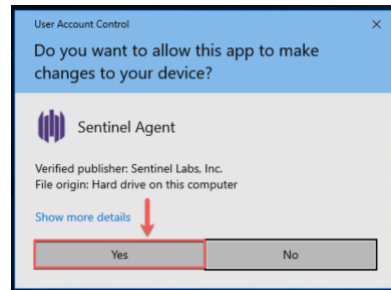 User Account Control
Do you want to allow this app to make
changes to your device?
Sentinel Agent
Verified publisher: Sentinel Labs, Inc.
File origin: Hard drive on this computer
Show more details
Yes No